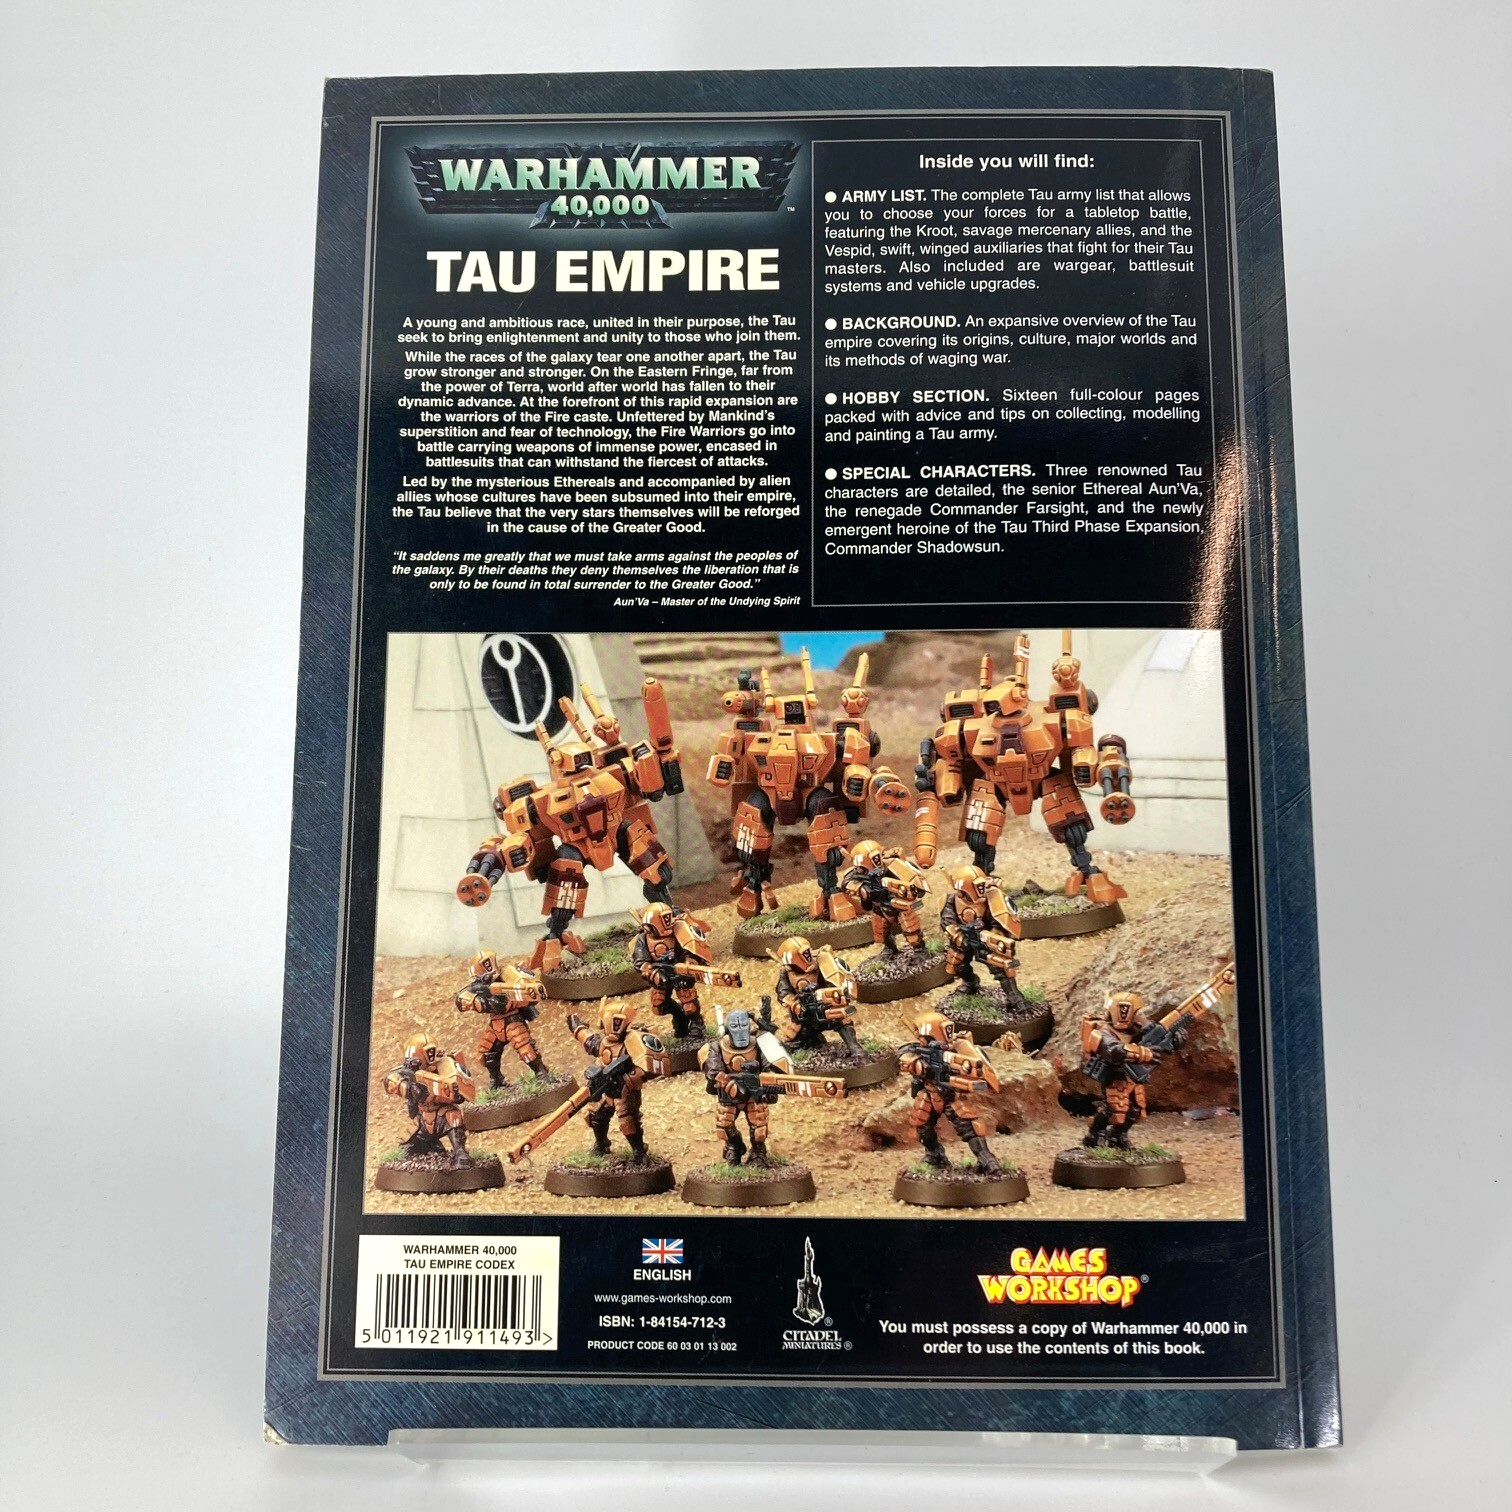 WARHAMMER
40,000
™
TAU EMPIRE
A young and ambitious race, united in their purpose, the Tau
seek to bring enlightenment and unity to those who join them.
While the races of the galaxy tear one another apart, the Tau
grow stronger and stronger. On the Eastern Fringe, far from
the power of Terra, world after world has fallen to their
dynamic advance. At the forefront of this rapid expansion are
the warriors of the Fire caste. Unfettered by Mankind's
superstition and fear of technology, the Fire Warriors go into
battle carrying weapons of immense power, encased in
battlesuits that can withstand the fiercest of attacks.
Led by the mysterious Ethereals and accompanied by alien
allies whose cultures have been subsumed into their empire,
the Tau believe that the very stars themselves will be reforged
in the cause of the Greater Good.
“It saddens me greatly that we must take arms against the peoples of
the galaxy. By their deaths they deny themselves the liberation that is
only to be found in total surrender to the Greater Good.”
Aun'Va – Master of the Undying Spirit
Inside you will find:
● ARMY LIST. The complete Tau army list that allows
you to choose your forces for a tabletop battle,
featuring the Kroot, savage mercenary allies, and the
Vespid, swift, winged auxiliaries that fight for their Tau
masters. Also included are wargear, battlesuit
systems and vehicle upgrades.
● BACKGROUND. An expansive overview of the Tau
empire covering its origins, culture, major worlds and
its methods of waging war.
● HOBBY SECTION. Sixteen full-colour pages
packed with advice and tips on collecting, modelling
and painting a Tau army.
● SPECIAL CHARACTERS. Three renowned Tau
characters are detailed, the senior Ethereal Aun'Va,
the renegade Commander Farsight, and the newly
emergent heroine of the Tau Third Phase Expansion,
Commander Shadowsun.
WARHAMMER 40,000
TAU EMPIRE CODEX
5 011921 911493 >
ENGLISH
www.games-workshop.com
ISBN: 1-84154-712-3
PRODUCT CODE 60 03 01 13 002
CITADEL ®
MINIATURES ®
GAMES
WORKSHOP®
You must possess a copy of Warhammer 40,000 in
order to use the contents of this book.